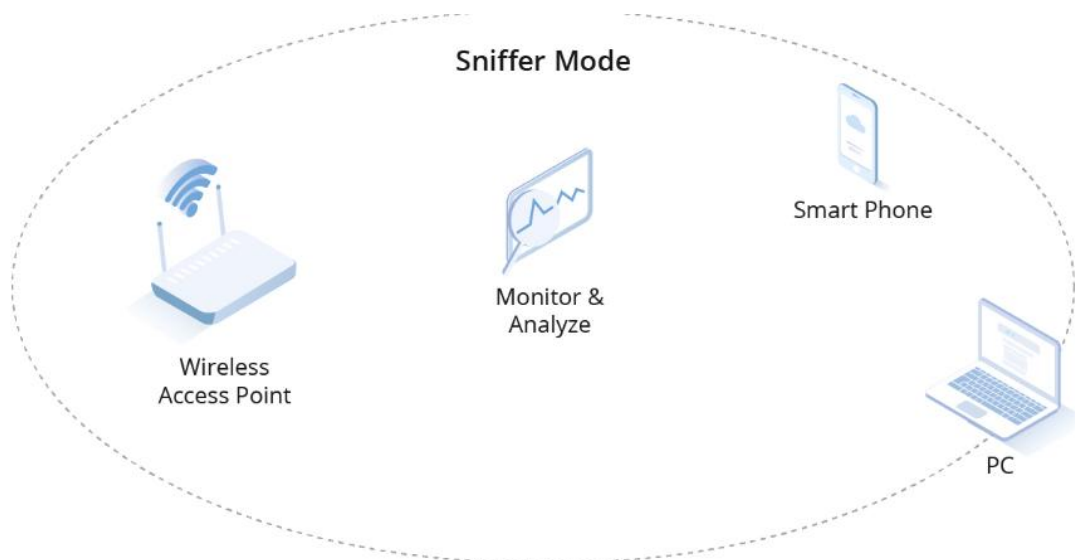 Sniffer Mode
Smart Phone
Monitor &
Analyze
Wireless
Access Point
PC